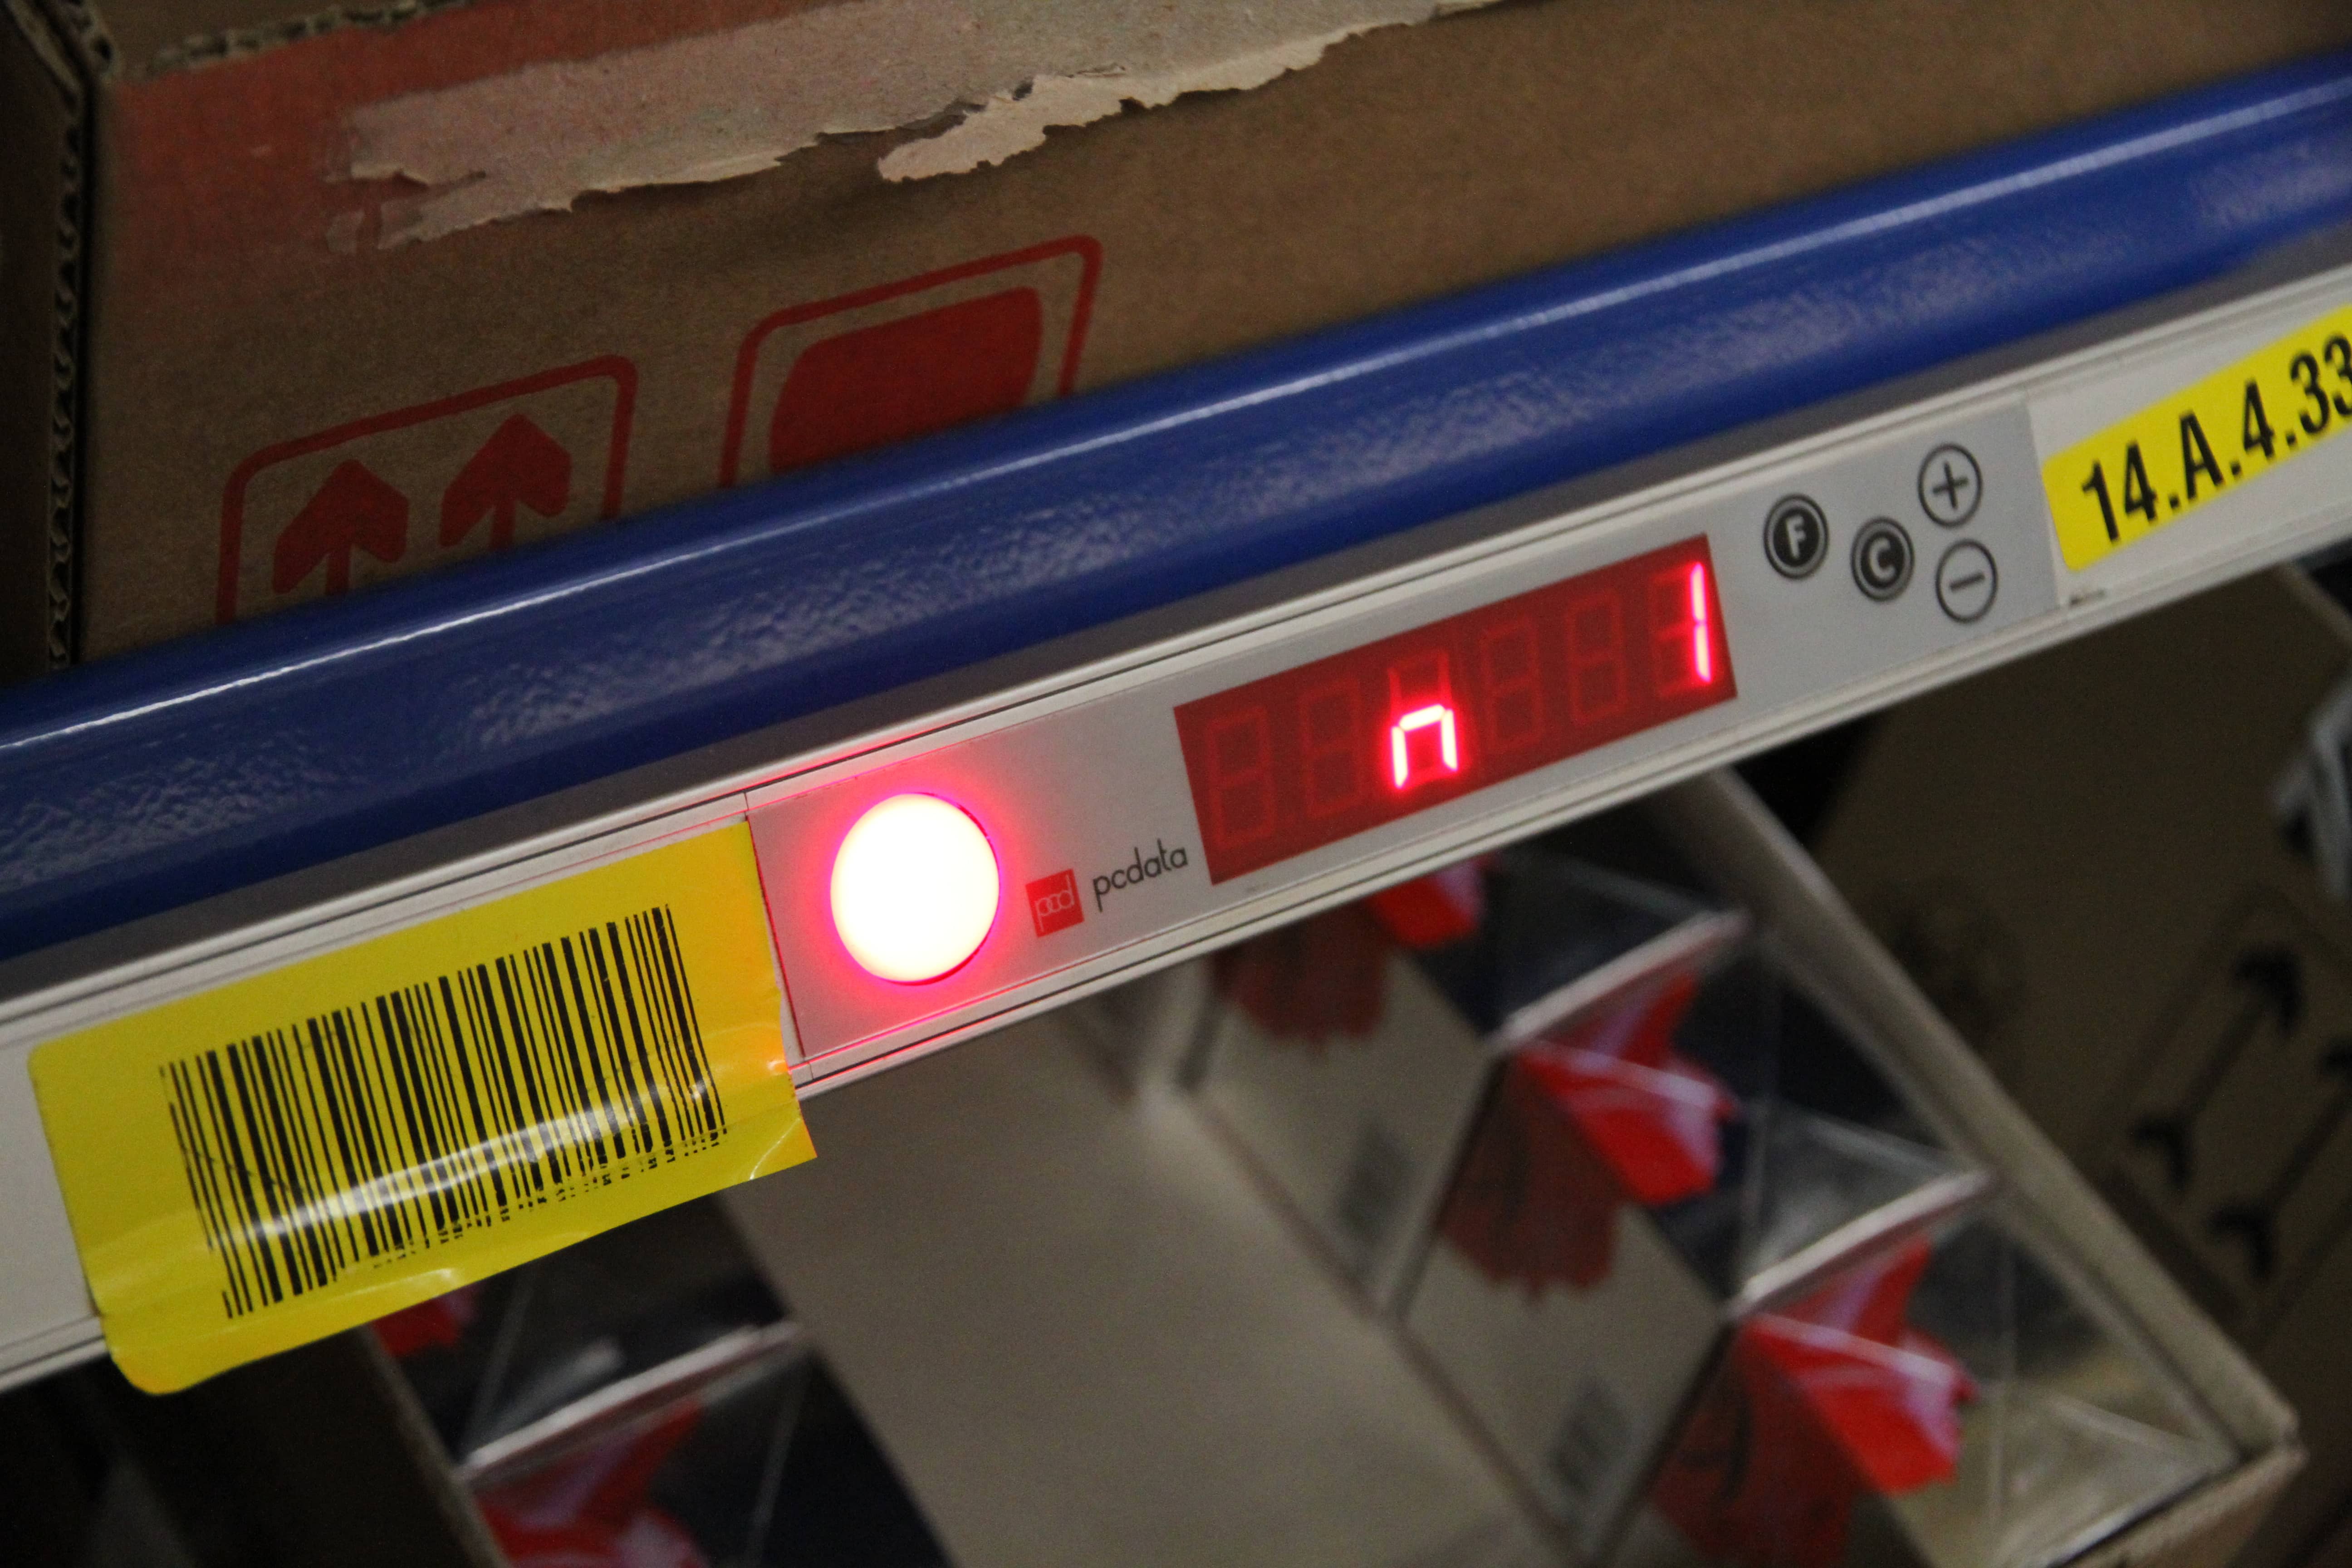 14.A.4.33
F C + −
n 1
pcd pcdata